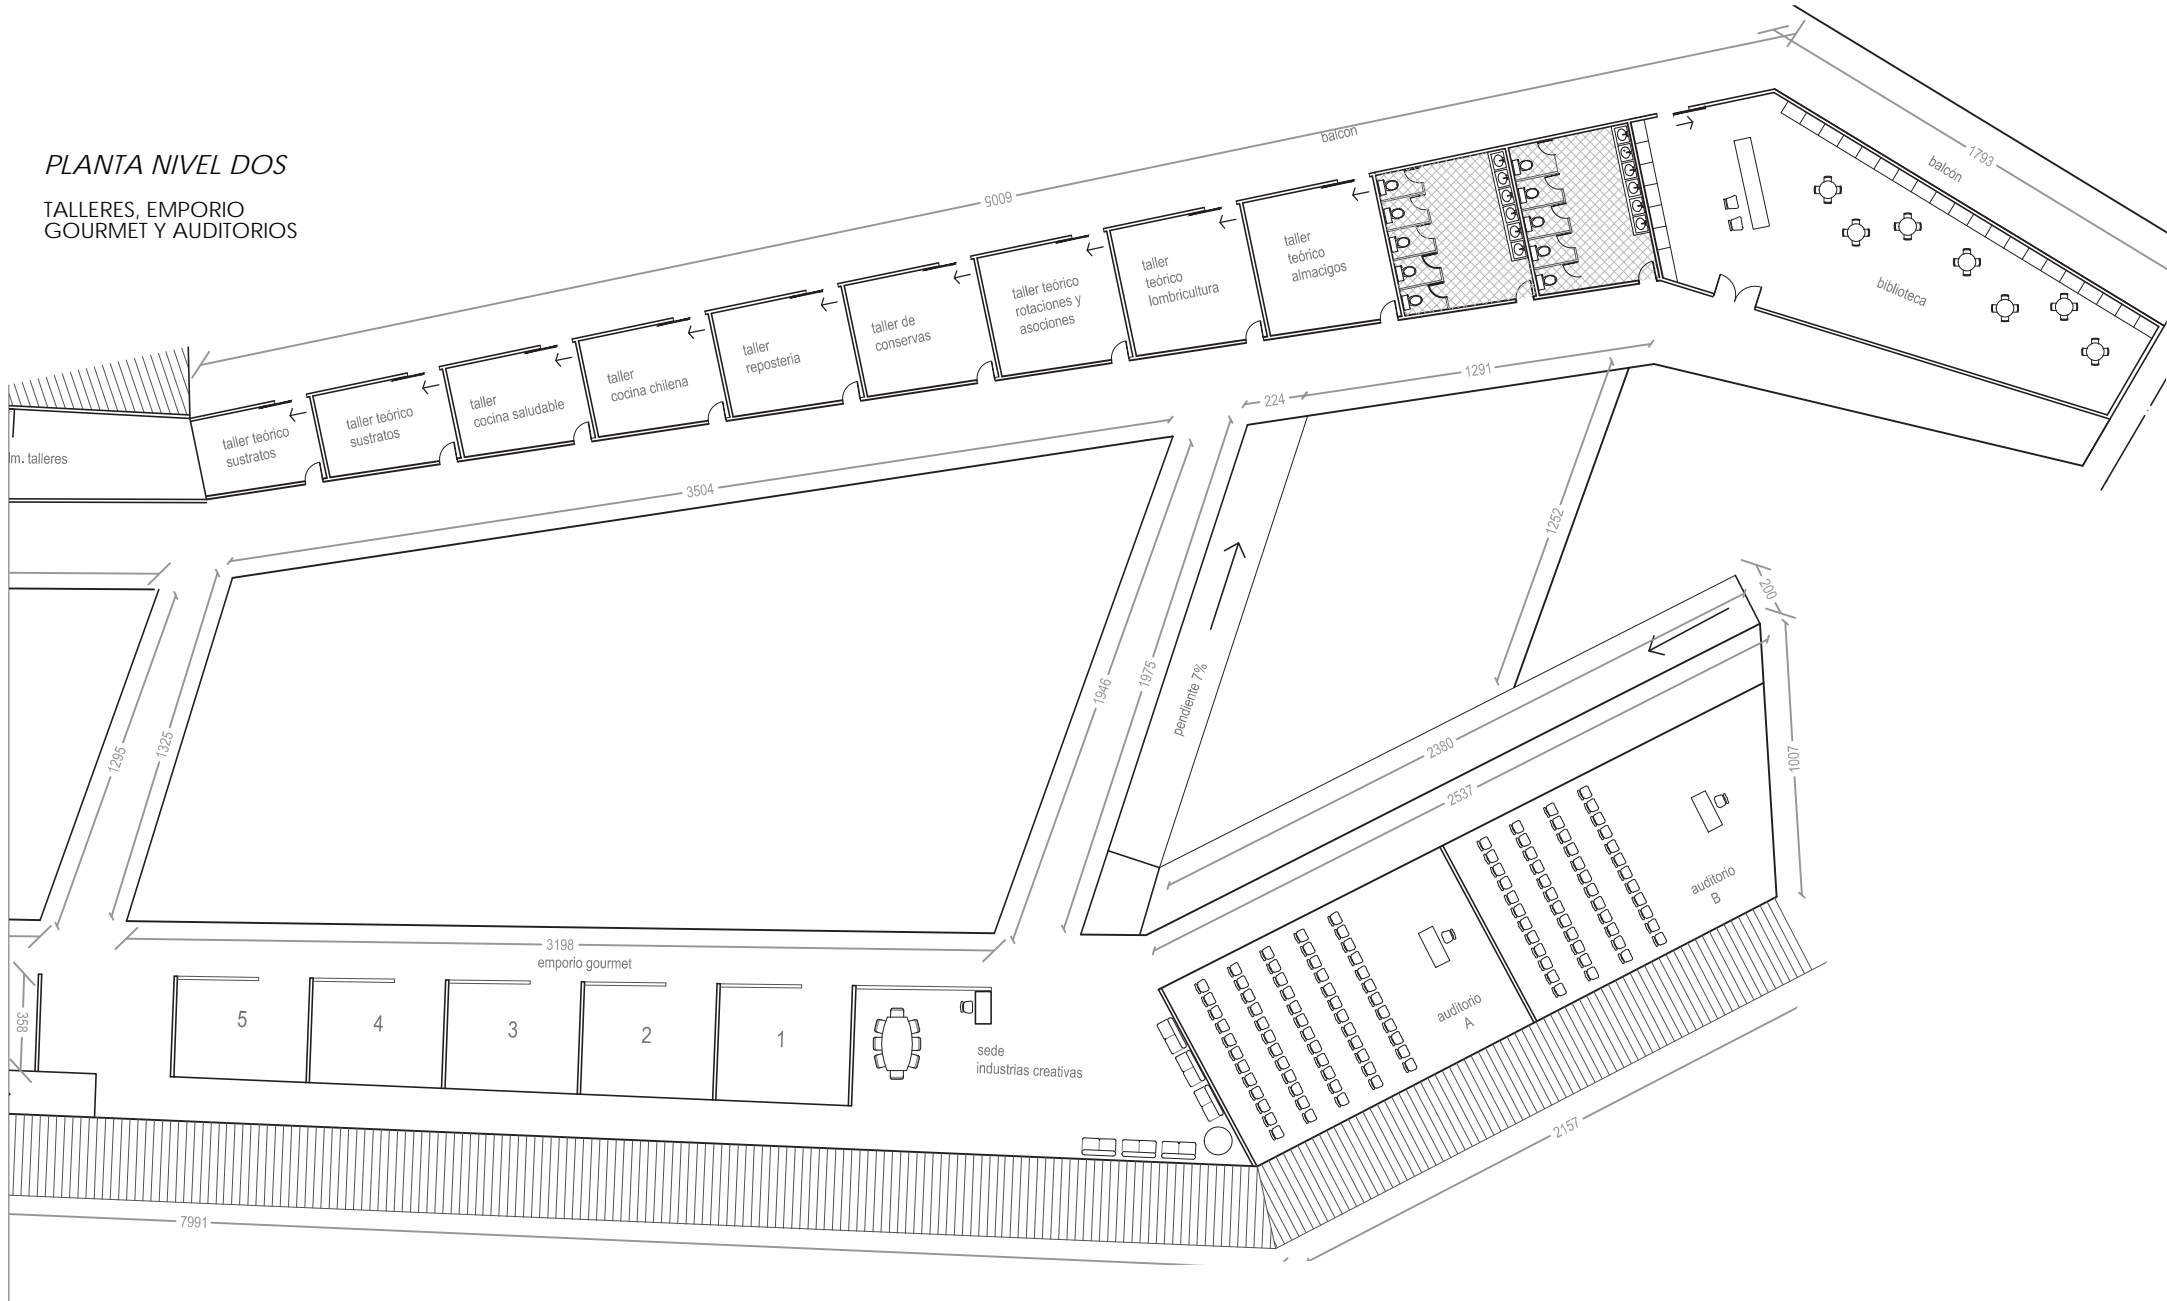 PLANTA NIVEL DOS
TALLERES, EMPORIO
GOURMET Y AUDITORIOS
balcón
6005
1793
balcón
biblioteca
taller
teórico
almacigos
taller
teórico
lombricultura
taller teórico
rotaciones y
asociones
taller de
conservas
taller
reposteria
taller
cocina chilena
taller
cocina saludable
taller teórico
sustratos
taller teórico
sustratos
lm. talleres
1291
224
3504
1252
200
1946
1975
pendiente 7%
1295
1325
2380
2537
1007
auditorio
B
auditorio
A
3198
emporio gourmet
358
5
4
3
2
1
sede
industrias creativas
2157
7991